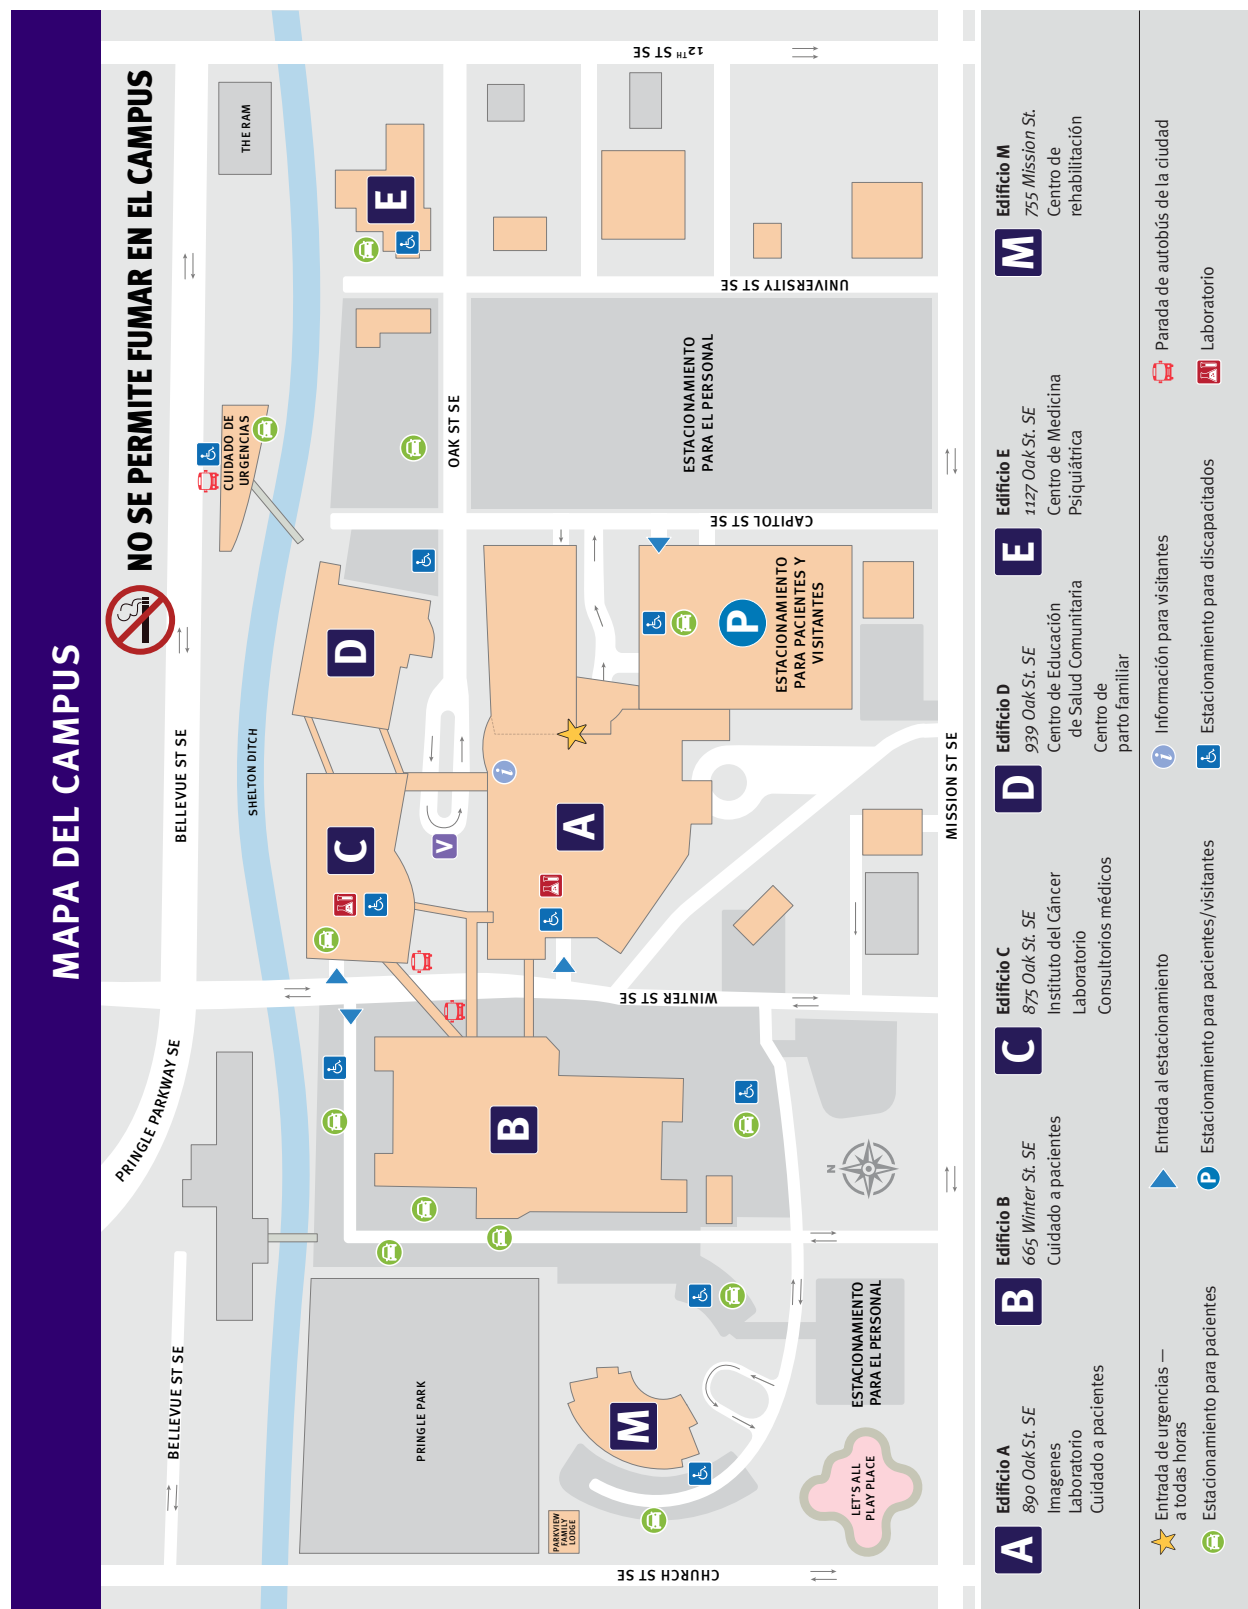 MAPA DEL CAMPUS
NO SE PERMITE FUMAR EN EL CAMPUS
BELLEVUE ST SE
PRINGLE PARKWAY SE
BELLEVUE ST SE
SHELTON DITCH
THE RAM
CUIDADO DE
URGENCIAS
E
D
C
V
i
A
B
M
P
OAK ST SE
12TH ST SE
UNIVERSITY ST SE
CAPITOL ST SE
WINTER ST SE
CHURCH ST SE
MISSION ST SE
ESTACIONAMIENTO
PARA EL PERSONAL
ESTACIONAMIENTO
PARA PACIENTES Y
VISITANTES
PRINGLE PARK
PARKVIEW
FAMILY
LODGE
ESTACIONAMIENTO
PARA EL PERSONAL
LET'S ALL
PLAY PLACE
N
A
Edificio A
890 Oak St. SE
Imagenes
Laboratorio
Cuidado a pacientes
B
Edificio B
665 Winter St. SE
Cuidado a pacientes
C
Edificio C
875 Oak St. SE
Instituto del Cáncer
Laboratorio
Consultorios médicos
D
Edificio D
939 Oak St. SE
Centro de Educación
de Salud Comunitaria
Centro de
parto familiar
E
Edificio E
1127 Oak St. SE
Centro de Medicina
Psiquiátrica
M
Edificio M
755 Mission St.
Centro de
rehabilitación
Entrada de urgencias —
a todas horas
Entrada al estacionamiento
i Información para visitantes
Parada de autobús de la ciudad
Estacionamiento para pacientes
P Estacionamiento para pacientes/visitantes
Estacionamiento para discapacitados
Laboratorio